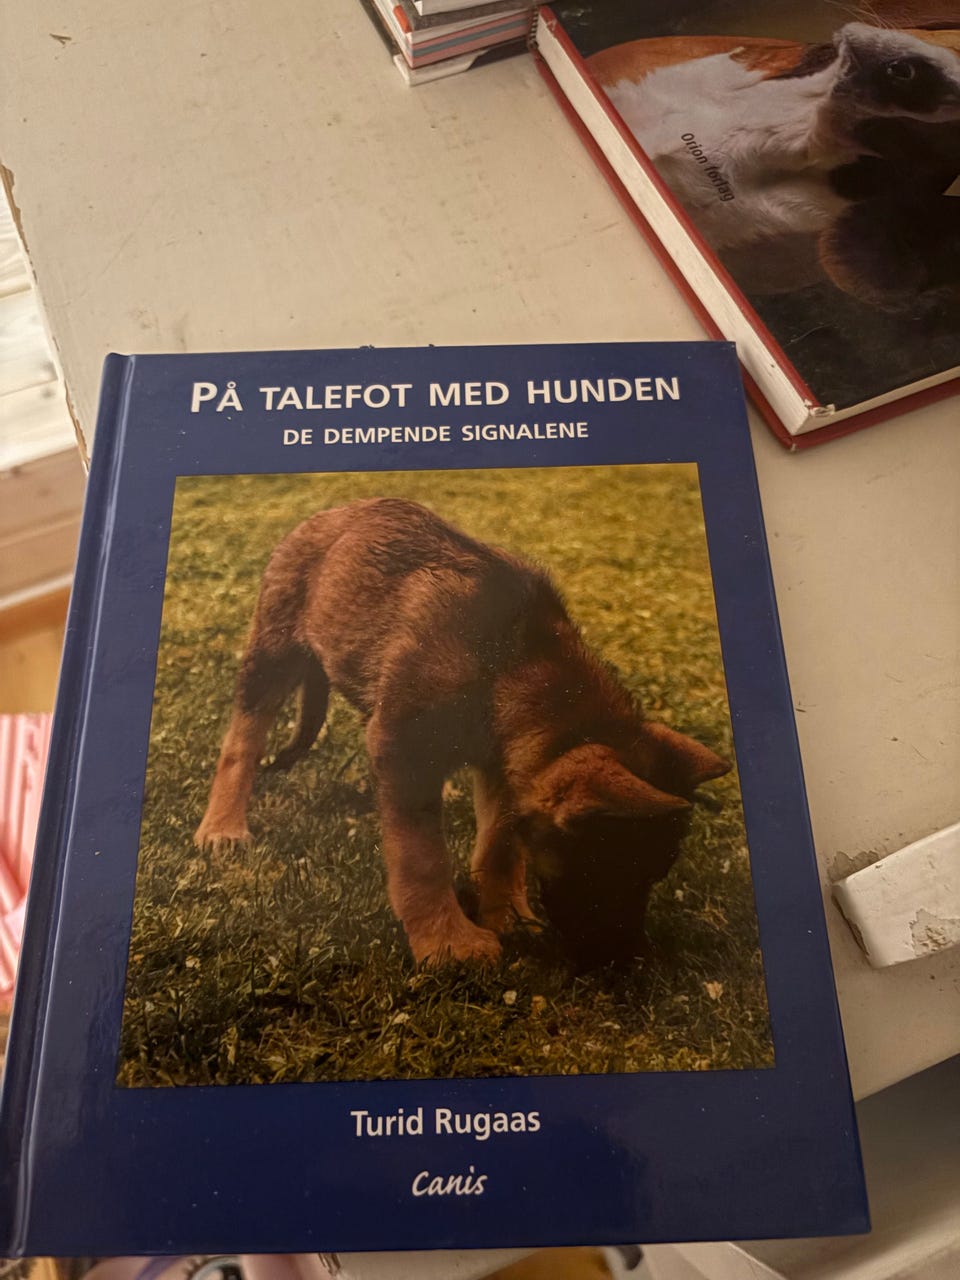 Orion forlag
PÅ TALEFOT MED HUNDEN
DE DEMPENDE SIGNALENE
Turid Rugaas
Canis